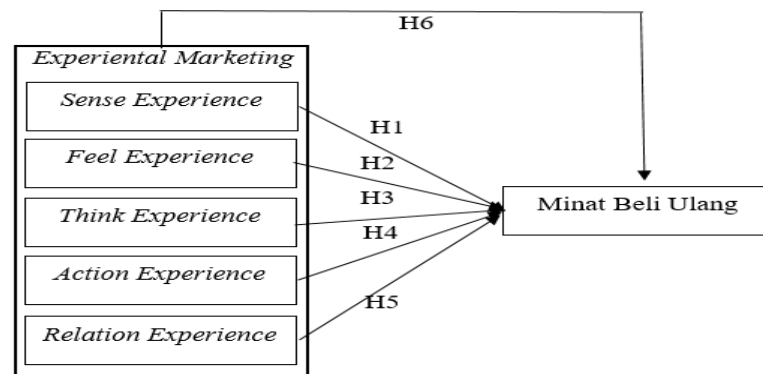 H6
Experiental Marketing
Sense Experience
H1
Feel Experience
H2
H3
Think Experience
Minat Beli Ulang
H4
Action Experience
H5
Relation Experience